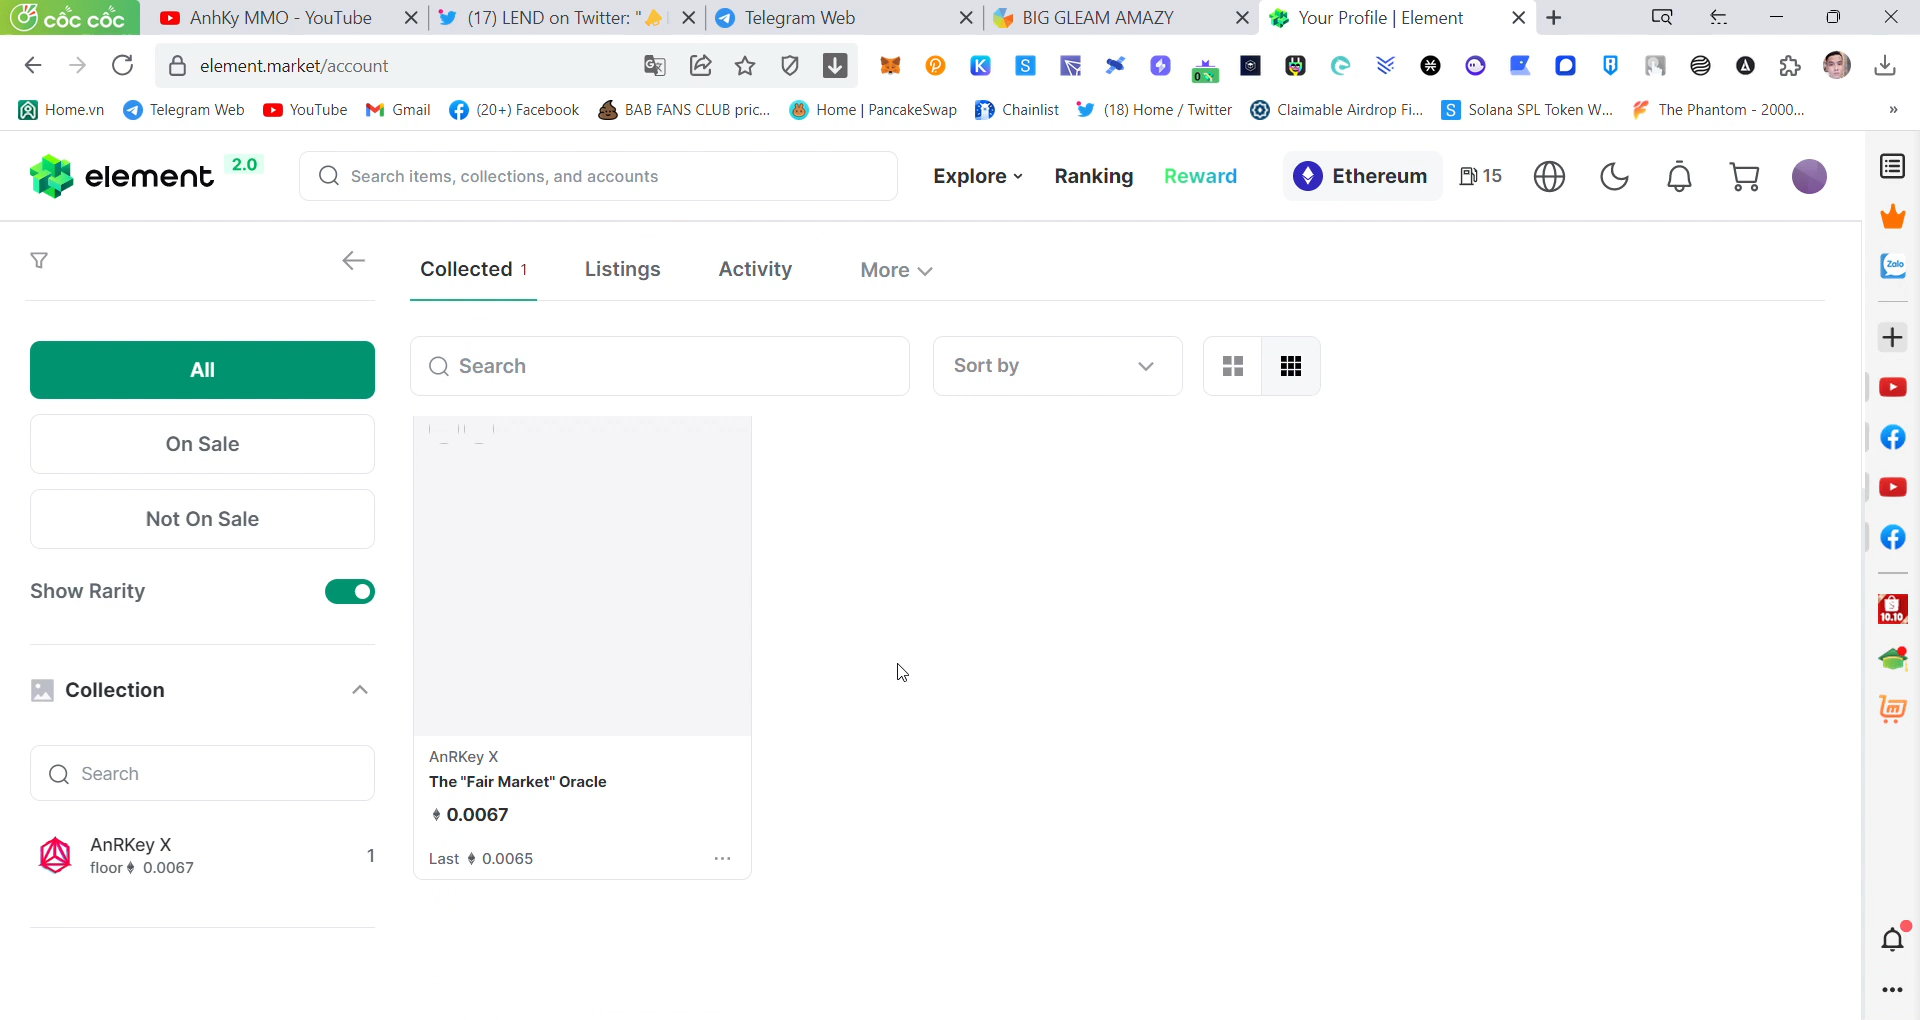 cốc cốc
AnhKy MMO - YouTube
(17) LEND on Twitter: "
Telegram Web
BIG GLEAM AMAZY
Your Profile | Element
element.market/account
0
Home.vn
Telegram Web
YouTube
Gmail
(20+) Facebook
BAB FANS CLUB pric...
Home | PancakeSwap
Chainlist
(18) Home / Twitter
Claimable Airdrop Fi...
Solana SPL Token W...
The Phantom - 2000...
»
element 2.0
Search items, collections, and accounts
Explore
Ranking
Reward
Ethereum
15
Zalo
Collected 1
Listings
Activity
More
All
Search
Sort by
On Sale
Not On Sale
Show Rarity
10.10
Collection
Search
AnRKey X
The "Fair Market" Oracle
0.0067
Last 0.0065
AnRKey X
floor 0.0067
1